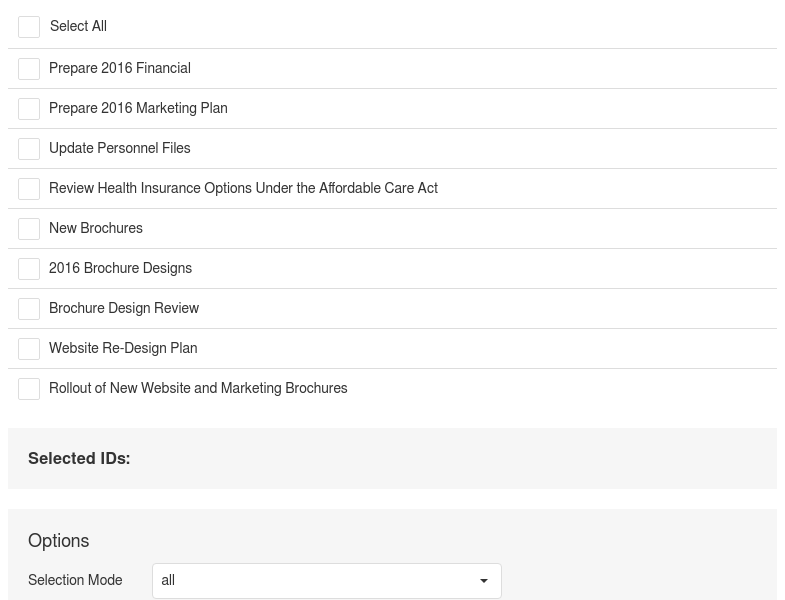 Select All
Prepare 2016 Financial
Prepare 2016 Marketing Plan
Update Personnel Files
Review Health Insurance Options Under the Affordable Care Act
New Brochures
2016 Brochure Designs
Brochure Design Review
Website Re-Design Plan
Rollout of New Website and Marketing Brochures
Selected IDs:
Options
Selection Mode all